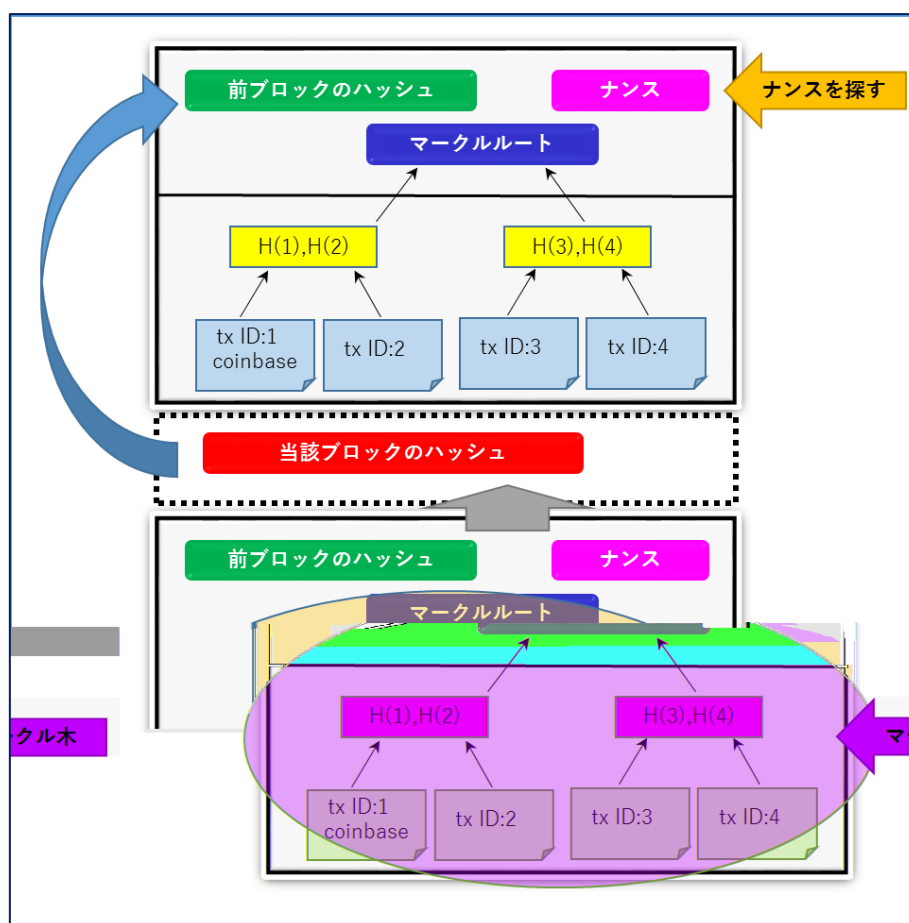 前ブロックのハッシュ
ナンス
ナンスを探す
マークルルート
H(1),H(2)
H(3),H(4)
tx ID:1
coinbase
tx ID:2
tx ID:3
tx ID:4
当該ブロックのハッシュ
前ブロックのハッシュ
ナンス
マークルルート
H(1),H(2)
H(3),H(4)
クル木
マー
tx ID:1
coinbase
tx ID:2
tx ID:3
tx ID:4